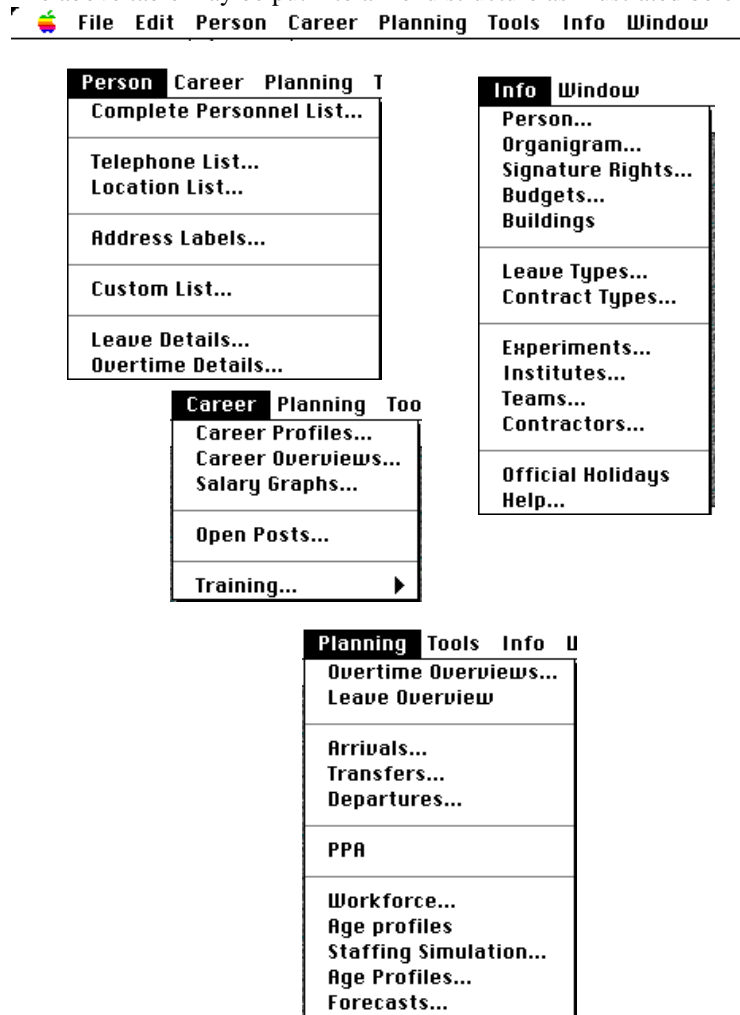 File Edit Person Career Planning Tools Info Window
Person Career Planning T
Complete Personnel List...
Telephone List...
Location List...
Address Labels...
Custom List...
Leave Details...
Overtime Details...
Info Window
Person...
Organigram...
Signature Rights...
Budgets...
Buildings
Leave Types...
Contract Types...
Experiments...
Institutes...
Teams...
Contractors...
Official Holidays
Help...
Career Planning Too
Career Profiles...
Career Overviews...
Salary Graphs...
Open Posts...
Training...
Planning Tools Info W
Overtime Overviews...
Leave Overview
Arrivals...
Transfers...
Departures...
PPA
Workforce...
Age profiles
Staffing Simulation...
Age Profiles...
Forecasts...